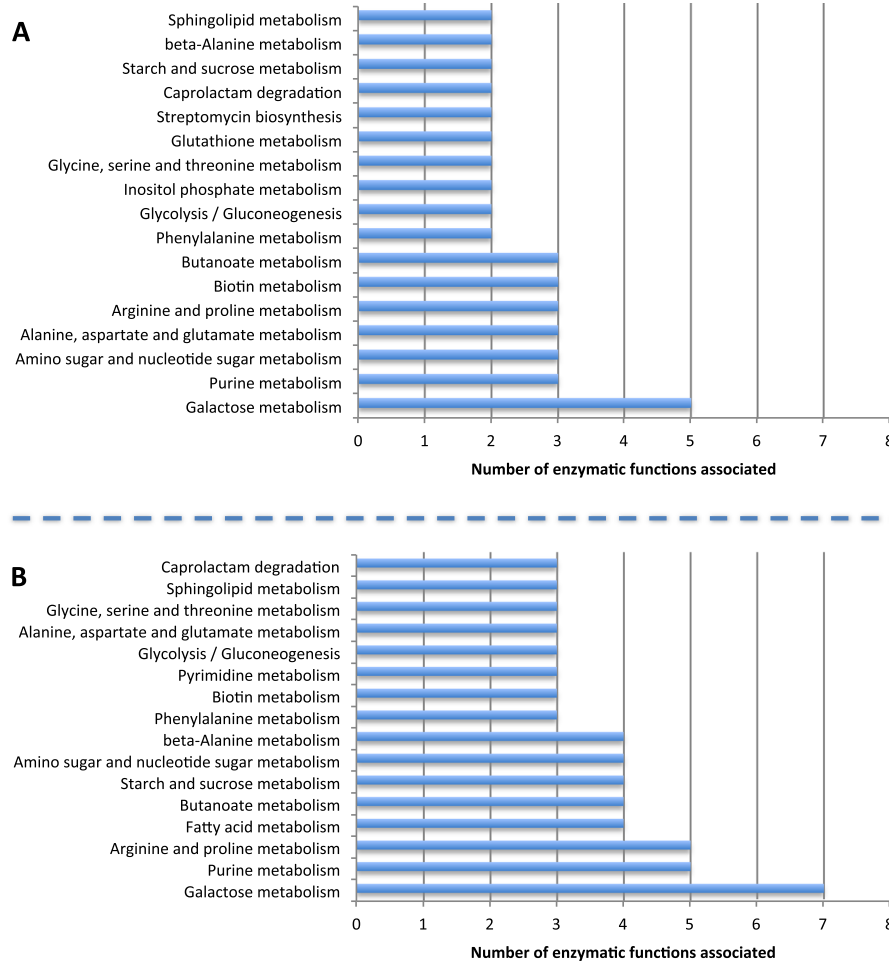 A
Sphingolipid metabolism
beta-Alanine metabolism
Starch and sucrose metabolism
Caprolactam degradation
Streptomycin biosynthesis
Glutathione metabolism
Glycine, serine and threonine metabolism
Inositol phosphate metabolism
Glycolysis / Gluconeogenesis
Phenylalanine metabolism
Butanoate metabolism
Biotin metabolism
Arginine and proline metabolism
Alanine, aspartate and glutamate metabolism
Amino sugar and nucleotide sugar metabolism
Purine metabolism
Galactose metabolism
0 1 2 3 4 5 6 7 8
Number of enzymatic functions associated
B
Caprolactam degradation
Sphingolipid metabolism
Glycine, serine and threonine metabolism
Alanine, aspartate and glutamate metabolism
Glycolysis / Gluconeogenesis
Pyrimidine metabolism
Biotin metabolism
Phenylalanine metabolism
beta-Alanine metabolism
Amino sugar and nucleotide sugar metabolism
Starch and sucrose metabolism
Butanoate metabolism
Fatty acid metabolism
Arginine and proline metabolism
Purine metabolism
Galactose metabolism
0 1 2 3 4 5 6 7 8
Number of enzymatic functions associated